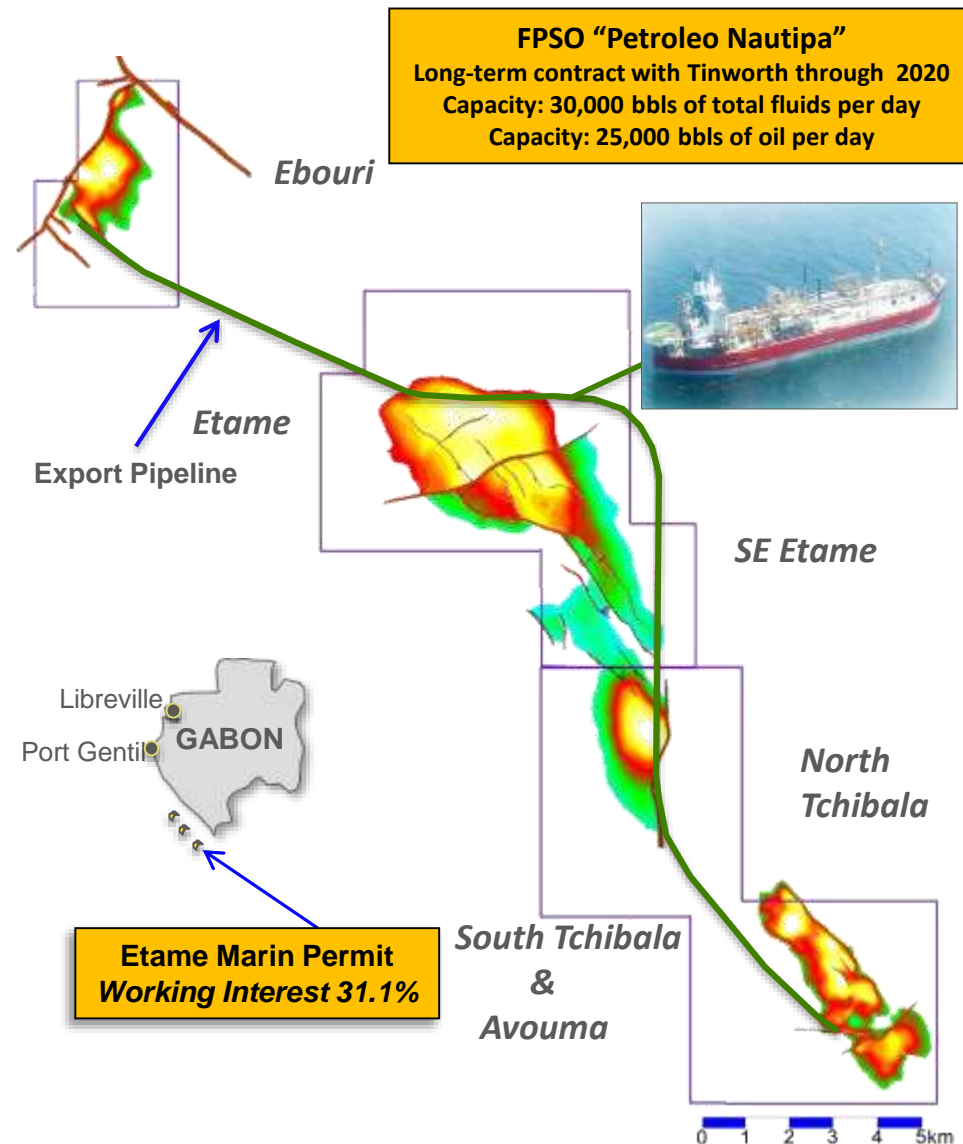 FPSO “Petroleo Nautipa”
Long-term contract with Tinworth through 2020
Capacity: 30,000 bbls of total fluids per day
Capacity: 25,000 bbls of oil per day
Ebouri
Etame
Export Pipeline
SE Etame
Libreville
Port Gentil
GABON
North
Tchibala
Etame Marin Permit
Working Interest 31.1%
South Tchibala
&
Avouma
0 1 2 3 4 5km